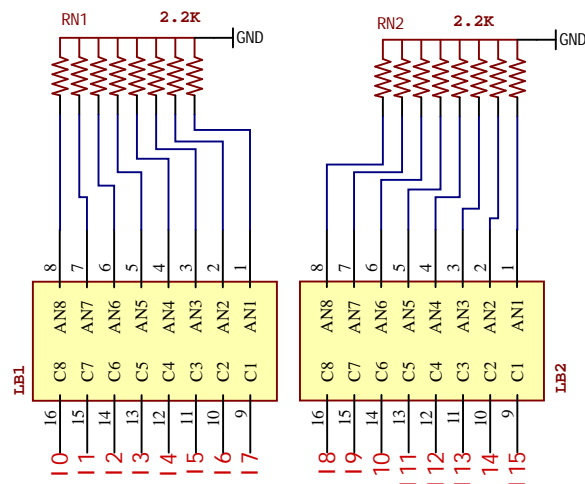 RN1 2.2K GND
RN2 2.2K GND
8 7 6 5 4 3 2 1
8 7 6 5 4 3 2 1
AN8 AN7 AN6 AN5 AN4 AN3 AN2 AN1
AN8 AN7 AN6 AN5 AN4 AN3 AN2 AN1
LB1
C8 C7 C6 C5 C4 C3 C2 C1
C8 C7 C6 C5 C4 C3 C2 C1
LB2
16 15 14 13 12 11 10 9
16 15 14 13 12 11 10 9
I0 I1 I2 I3 I4 I5 I6 I7
I8 I9 10 I11 I12 I13 14 I15